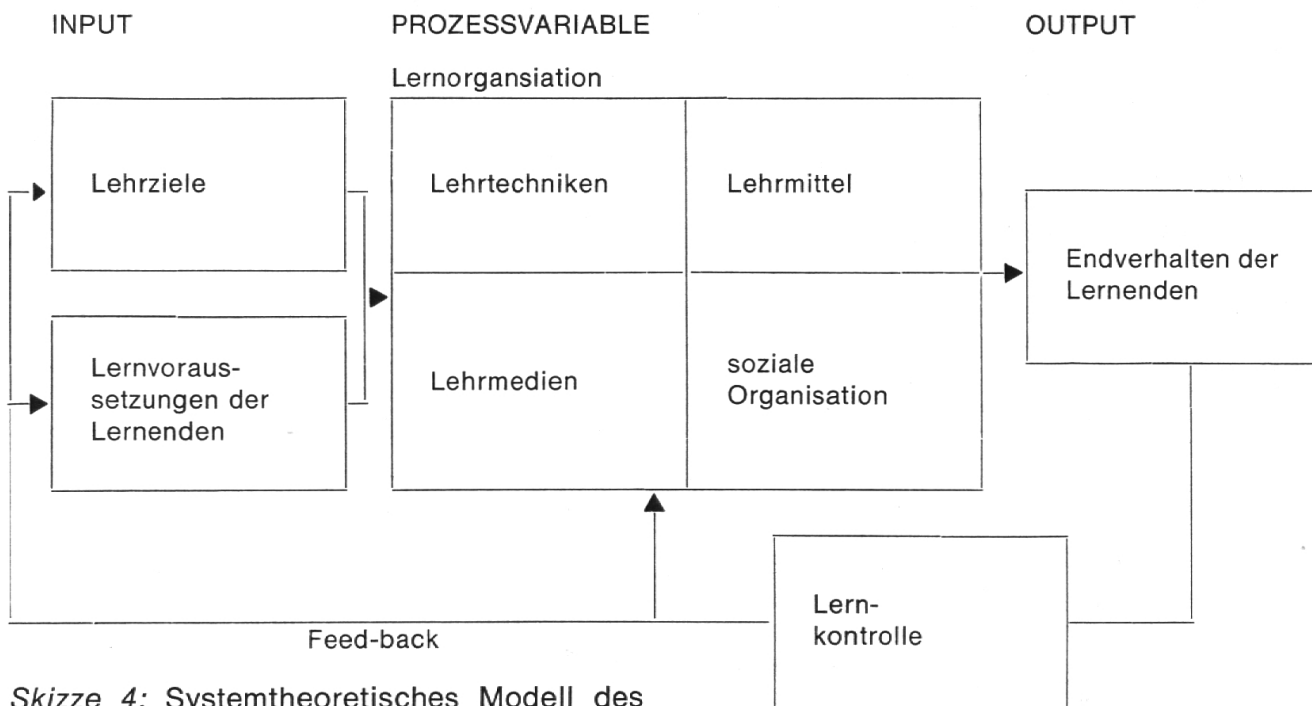 INPUT
PROZESSVARIABLE
OUTPUT
Lernorgansiation
Lehrziele
Lehrtechniken
Lehrmittel
Endverhalten der
Lernenden
Lernvoraus-
setzungen der
Lernenden
Lehrmedien
soziale
Organisation
Lern-
kontrolle
Feed-back
Skizze 4: Systemtheoretisches Modell des